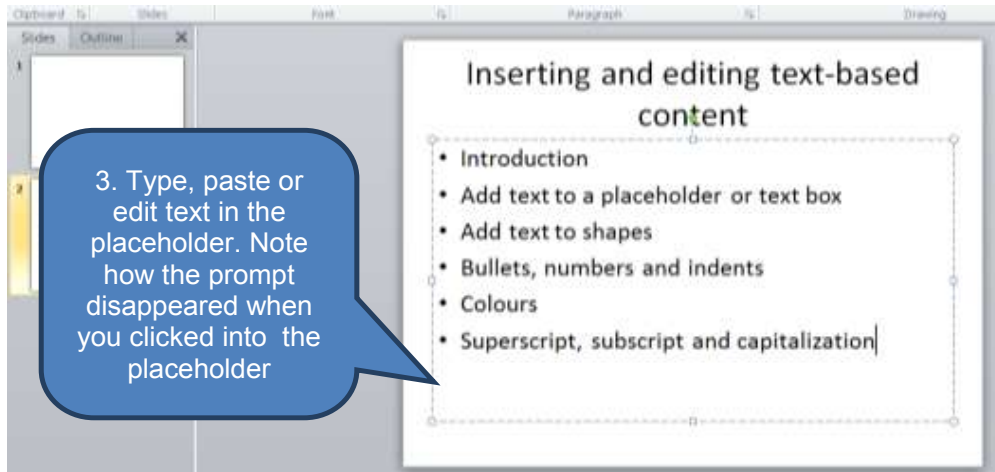 Clipboard Slides Font Paragraph Drawing
Slides Outline
1
2
3. Type, paste or
edit text in the
placeholder. Note
how the prompt
disappeared when
you clicked into the
placeholder
Inserting and editing text-based
content
• Introduction
• Add text to a placeholder or text box
• Add text to shapes
• Bullets, numbers and indents
• Colours
• Superscript, subscript and capitalization